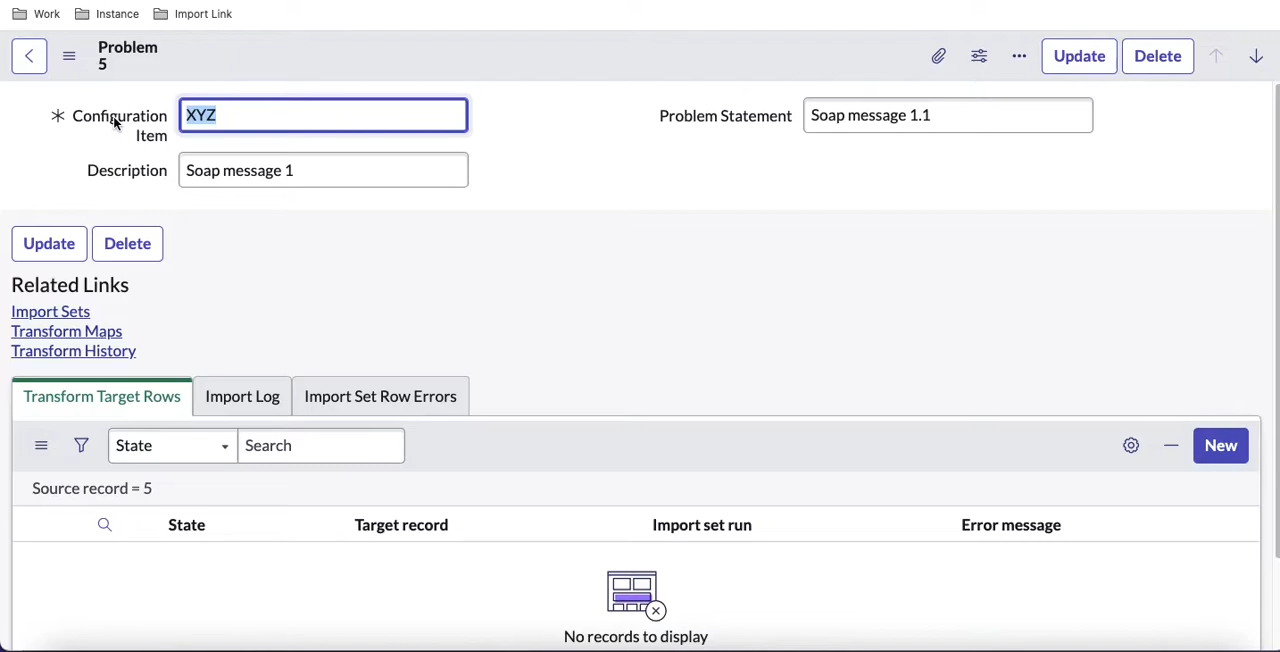 Work Instance Import Link
Problem
5
Update Delete
Configuration
Item
XYZ
Problem Statement
Soap message 1.1
Description
Soap message 1
Update Delete
Related Links
Import Sets
Transform Maps
Transform History
Transform Target Rows Import Log Import Set Row Errors
State Search New
Source record = 5
State Target record Import set run Error message
No records to display